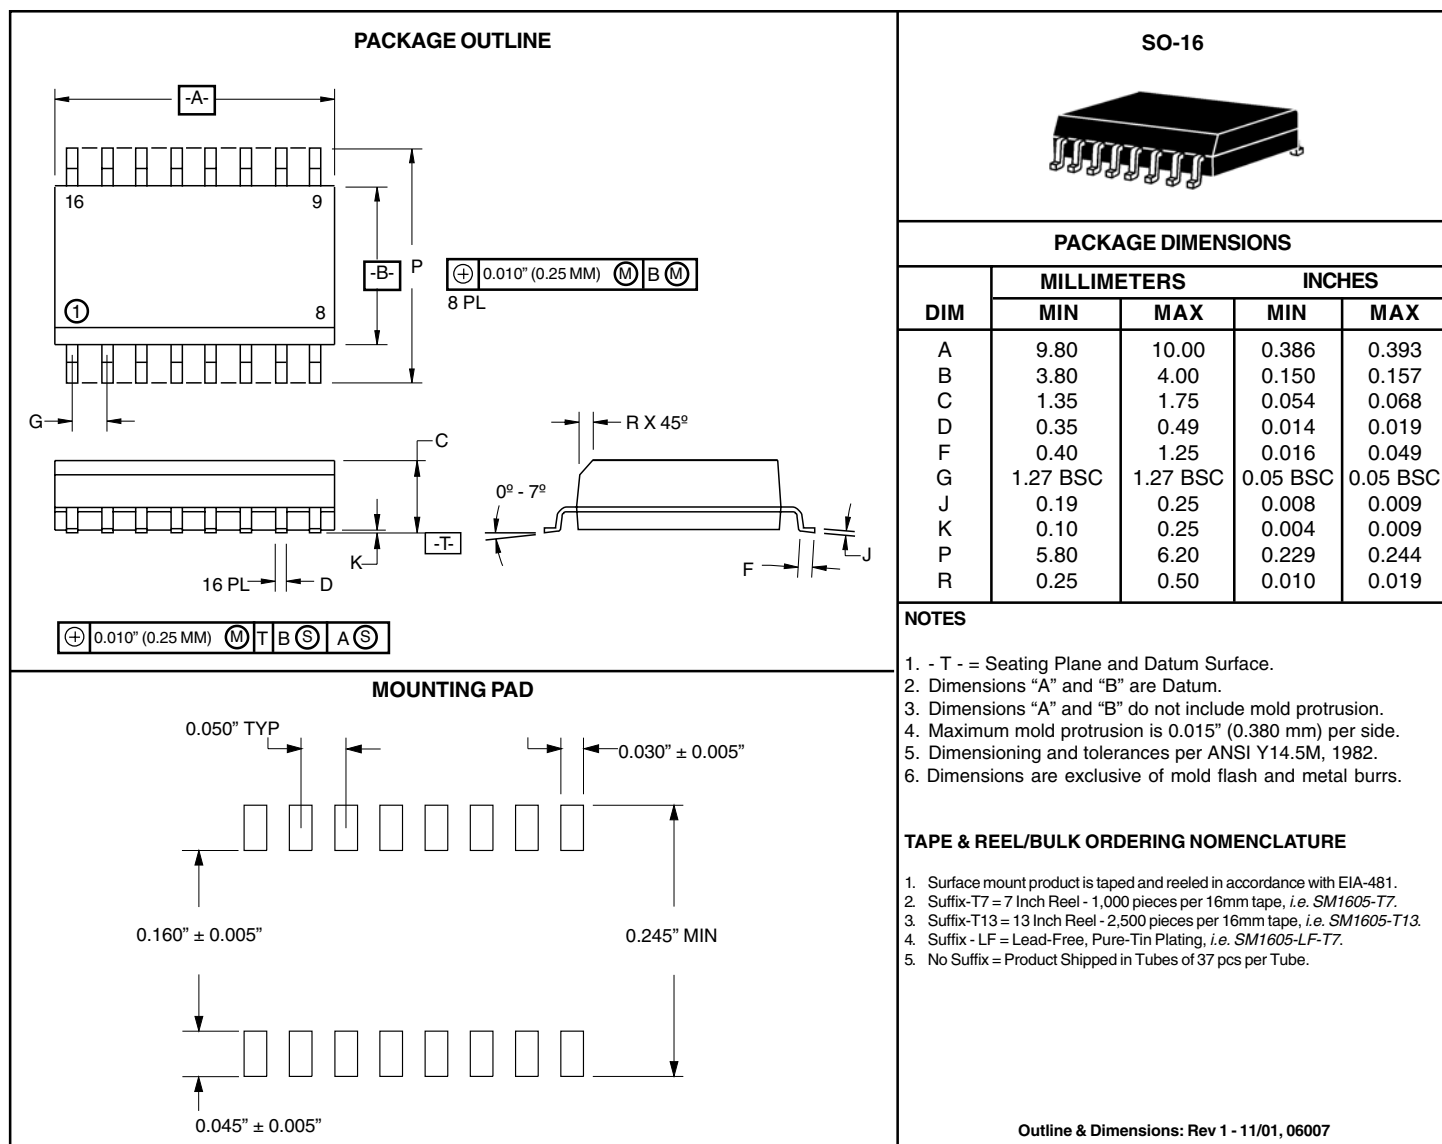 PACKAGE OUTLINE
-A-
16
9
-B-
P
⌖ 0.010” (0.25 MM) Ⓜ B Ⓜ
8 PL
①
8
G
C
R X 45º
0º - 7º
-T-
K
J
F
16 PL
D
⌖ 0.010” (0.25 MM) Ⓜ T B Ⓢ A Ⓢ
MOUNTING PAD
0.050” TYP
0.030” ± 0.005”
0.160” ± 0.005”
0.245” MIN
0.045” ± 0.005”
SO-16
PACKAGE DIMENSIONS
MILLIMETERS INCHES
DIM MIN MAX MIN MAX
A 9.80 10.00 0.386 0.393
B 3.80 4.00 0.150 0.157
C 1.35 1.75 0.054 0.068
D 0.35 0.49 0.014 0.019
F 0.40 1.25 0.016 0.049
G 1.27 BSC 1.27 BSC 0.05 BSC 0.05 BSC
J 0.19 0.25 0.008 0.009
K 0.10 0.25 0.004 0.009
P 5.80 6.20 0.229 0.244
R 0.25 0.50 0.010 0.019
NOTES
1. - T - = Seating Plane and Datum Surface.
2. Dimensions “A” and “B” are Datum.
3. Dimensions “A” and “B” do not include mold protrusion.
4. Maximum mold protrusion is 0.015” (0.380 mm) per side.
5. Dimensioning and tolerances per ANSI Y14.5M, 1982.
6. Dimensions are exclusive of mold flash and metal burrs.
TAPE & REEL/BULK ORDERING NOMENCLATURE
1. Surface mount product is taped and reeled in accordance with EIA-481.
2. Suffix-T7 = 7 Inch Reel - 1,000 pieces per 16mm tape, i.e. SM1605-T7.
3. Suffix-T13 = 13 Inch Reel - 2,500 pieces per 16mm tape, i.e. SM1605-T13.
4. Suffix - LF = Lead-Free, Pure-Tin Plating, i.e. SM1605-LF-T7.
5. No Suffix = Product Shipped in Tubes of 37 pcs per Tube.
Outline & Dimensions: Rev 1 - 11/01, 06007